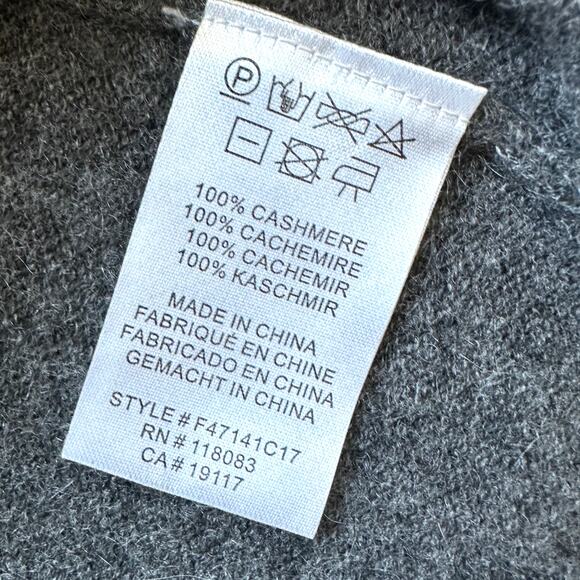 P
100% CASHMERE
100% CACHEMIRE
100% CACHEMIR
100% KASCHMIR
MADE IN CHINA
FABRIQUÉ EN CHINE
FABRICADO EN CHINA
GEMACHT IN CHINA
STYLE # F47141C17
RN # 118083
CA # 19117